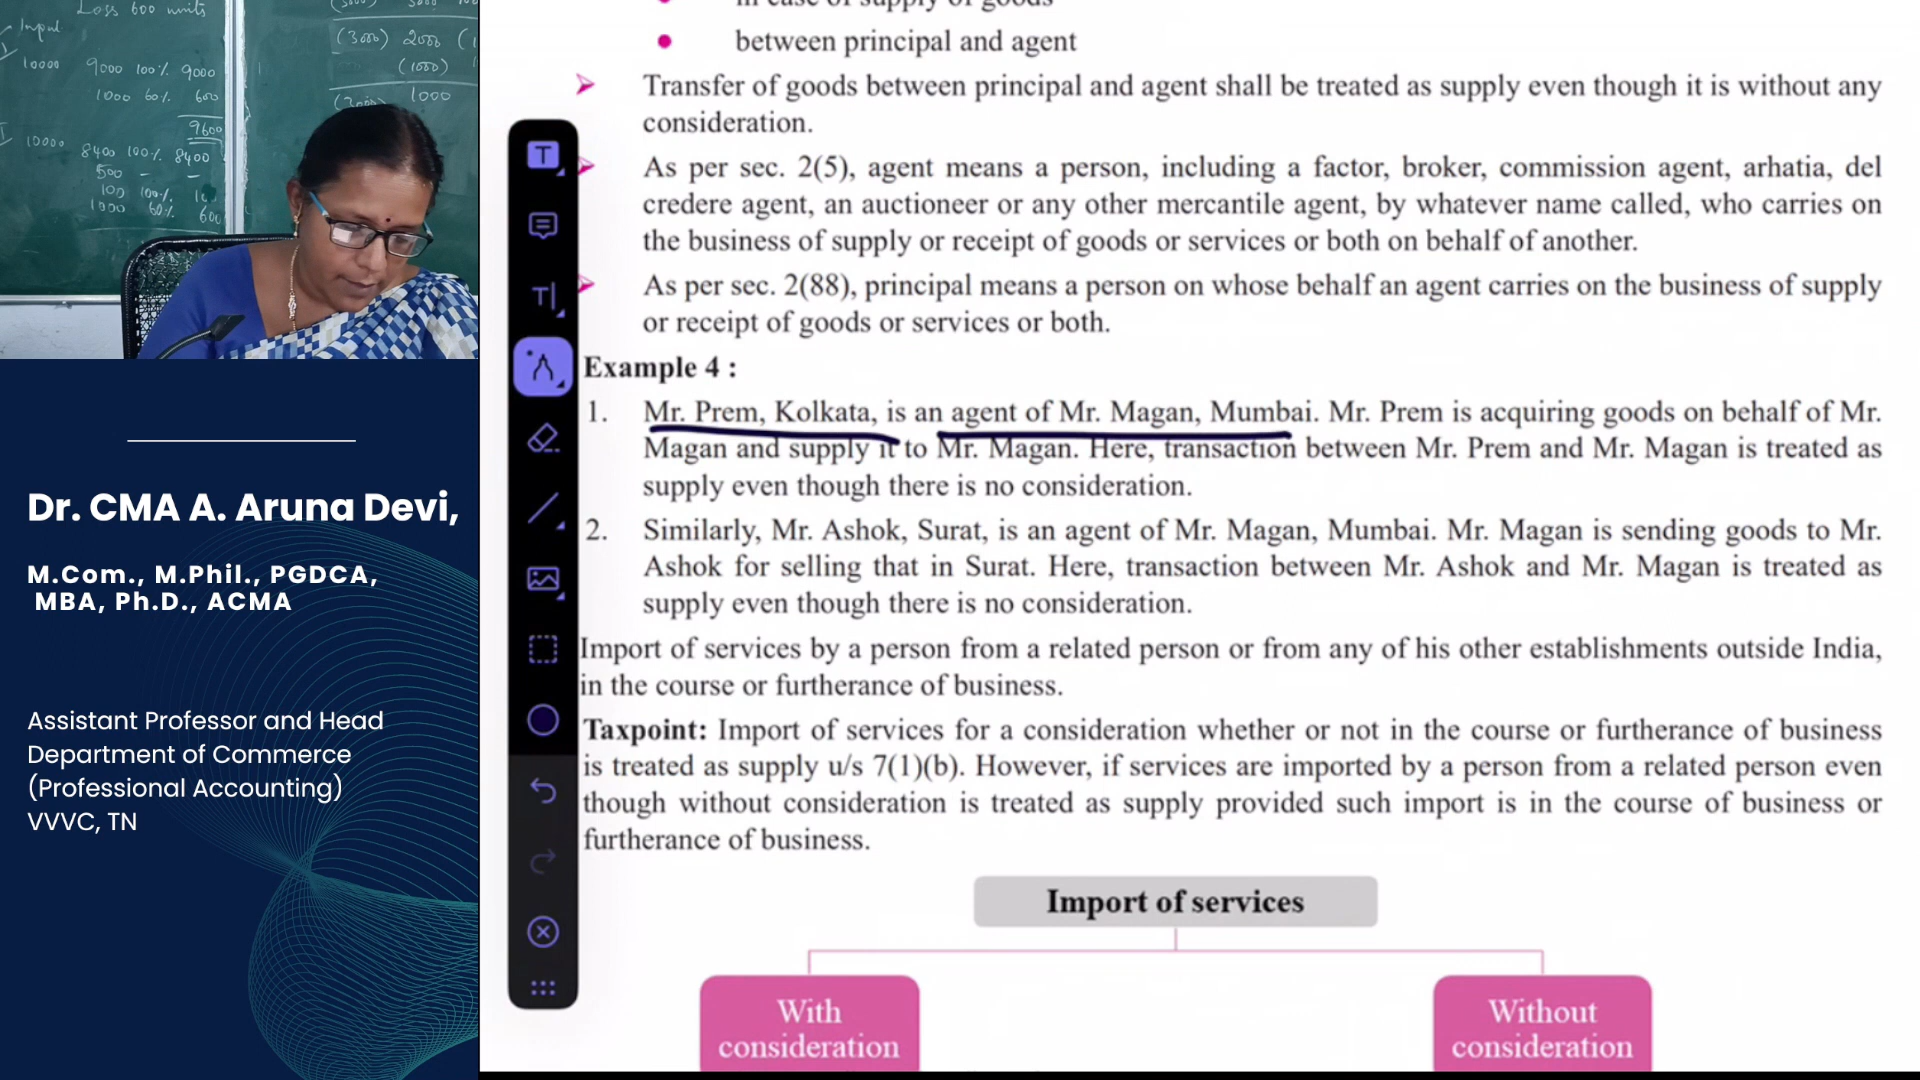 Loss 600 units
Input
10000 9000 100% 9000
1000 60% 600
9600
10000 8400 100% 8400
500 - -
100 100%
1000 60% 600
(3000) 2000
(1000)
1000
Dr. CMA A. Aruna Devi,
M.Com., M.Phil., PGDCA,
MBA, Ph.D., ACMA
Assistant Professor and Head
Department of Commerce
(Professional Accounting)
VVVC, TN
in case of supply of goods
between principal and agent
Transfer of goods between principal and agent shall be treated as supply even though it is without any
consideration.
As per sec. 2(5), agent means a person, including a factor, broker, commission agent, arhatia, del
credere agent, an auctioneer or any other mercantile agent, by whatever name called, who carries on
the business of supply or receipt of goods or services or both on behalf of another.
As per sec. 2(88), principal means a person on whose behalf an agent carries on the business of supply
or receipt of goods or services or both.
Example 4 :
1. Mr. Prem, Kolkata, is an agent of Mr. Magan, Mumbai. Mr. Prem is acquiring goods on behalf of Mr.
Magan and supply it to Mr. Magan. Here, transaction between Mr. Prem and Mr. Magan is treated as
supply even though there is no consideration.
2. Similarly, Mr. Ashok, Surat, is an agent of Mr. Magan, Mumbai. Mr. Magan is sending goods to Mr.
Ashok for selling that in Surat. Here, transaction between Mr. Ashok and Mr. Magan is treated as
supply even though there is no consideration.
Import of services by a person from a related person or from any of his other establishments outside India,
in the course or furtherance of business.
Taxpoint: Import of services for a consideration whether or not in the course or furtherance of business
is treated as supply u/s 7(1)(b). However, if services are imported by a person from a related person even
though without consideration is treated as supply provided such import is in the course of business or
furtherance of business.
Import of services
With
consideration
Without
consideration